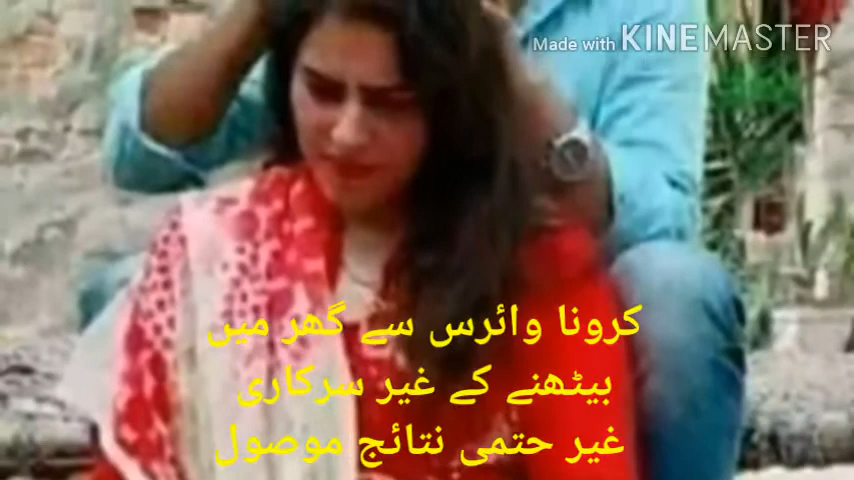 Made with KINEMASTER
کرونا وائرس سے گھر میں
بیٹھنے کے غیر سرکاری
غیر حتمی نتائج موصول